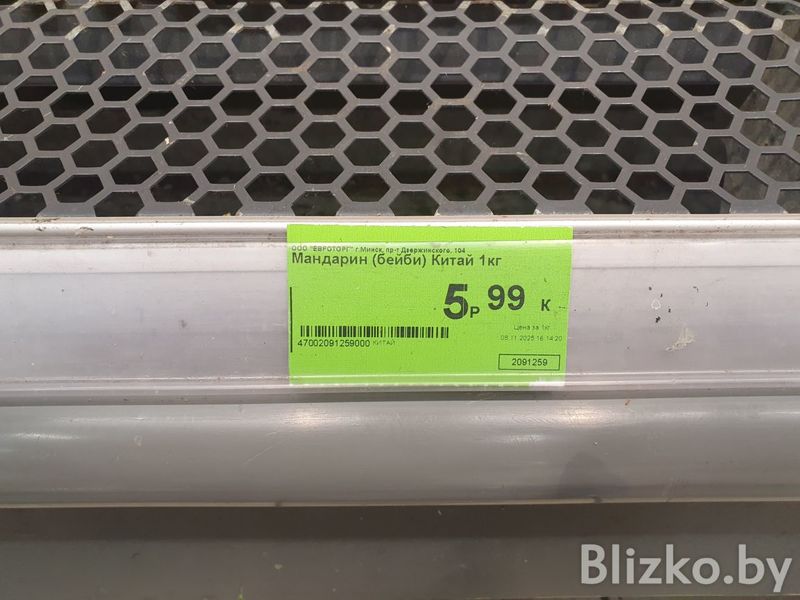 ООО "ЕВРОТОРГ" г.Минск, пр-т Дзержинского, 104
Мандарин (бейби) Китай 1кг
5р 99 к
Цена за 1кг
47002091259000 КИТАЙ
08.11.2025 16:14:20
2091259
Blizko.by